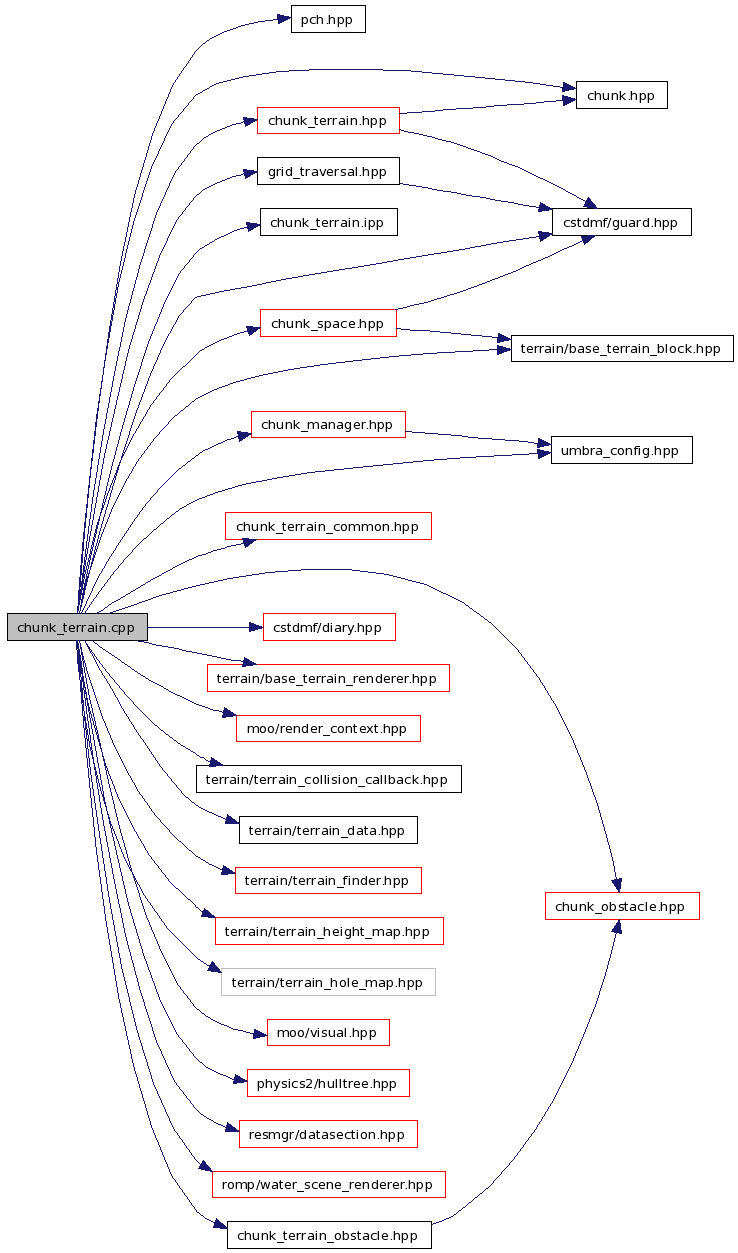 pch.hpp
chunk.hpp
chunk_terrain.hpp
grid_traversal.hpp
chunk_terrain.ipp
cstdmf/guard.hpp
chunk_space.hpp
terrain/base_terrain_block.hpp
chunk_manager.hpp
umbra_config.hpp
chunk_terrain_common.hpp
chunk_terrain.cpp
cstdmf/diary.hpp
terrain/base_terrain_renderer.hpp
moo/render_context.hpp
terrain/terrain_collision_callback.hpp
terrain/terrain_data.hpp
terrain/terrain_finder.hpp
chunk_obstacle.hpp
terrain/terrain_height_map.hpp
terrain/terrain_hole_map.hpp
moo/visual.hpp
physics2/hulltree.hpp
resmgr/datasection.hpp
romp/water_scene_renderer.hpp
chunk_terrain_obstacle.hpp